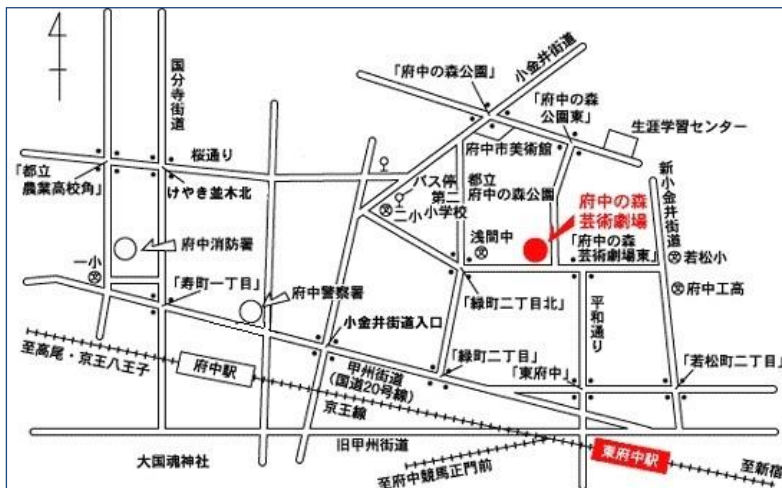 国分寺街道
小金井街道
「府中の森公園」
「府中の森
公園東」
生涯学習センター
府中市美術館
桜通り
「都立
農業高校角」
けやき並木北
バス停
第二
小学校
二小
都立
府中の森公園
府中の森
芸術劇場
新小金井街道
浅間中
「府中の森
芸術劇場東」
若松小
府中工高
府中消防署
一小
「寿町一丁目」
府中警察署
「緑町二丁目北」
平和通り
小金井街道入口
「緑町二丁目」
「東府中」
「若松町二丁目」
至高尾・京王八王子
府中駅
甲州街道
(国道20号線)
京王線
旧甲州街道
大国魂神社
至府中競馬正門前
東府中駅
至新宿